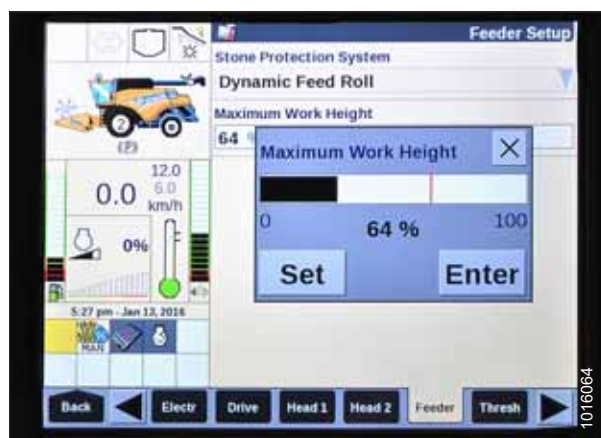 Feeder Setup
Stone Protection System
Dynamic Feed Roll
Maximum Work Height
64 %
Maximum Work Height
0
64 %
100
Set
Enter
2
(P)
12.0
0.0
6.0
km/h
0%
5:27 pm - Jan 13, 2016
MAN
Back
Electr
Drive
Head 1
Head 2
Feeder
Thresh
1016064